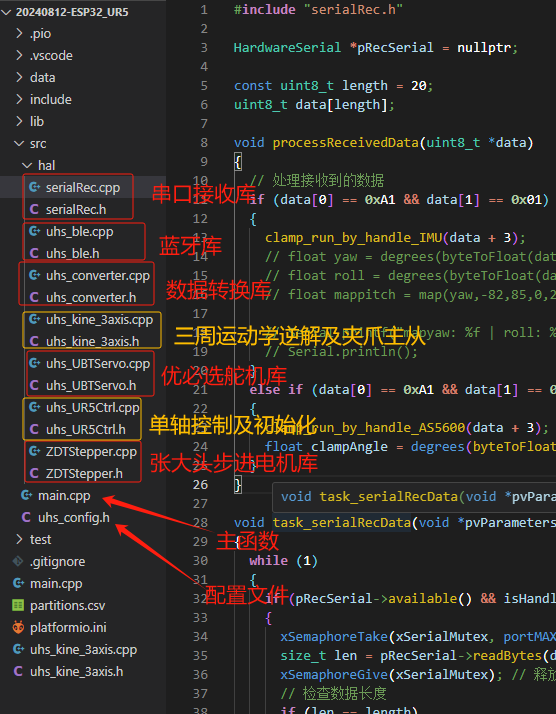 20240812-ESP32_UR5
.pio
.vscode
data
include
lib
src
hal
serialRec.cpp
serialRec.h
串口接收库
uhs_ble.cpp
uhs_ble.h
蓝牙库
uhs_converter.cpp
uhs_converter.h
数据转换库
uhs_kine_3axis.cpp
uhs_kine_3axis.h
三周运动学逆解及夹爪主从
uhs_UBTServo.cpp
uhs_UBTServo.h
优必选舵机库
uhs_UR5Ctrl.cpp
uhs_UR5Ctrl.h
单轴控制及初始化
ZDTStepper.cpp
ZDTStepper.h
张大头步进电机库
main.cpp
主函数
uhs_config.h
配置文件
test
.gitignore
main.cpp
partitions.csv
platformio.ini
uhs_kine_3axis.cpp
uhs_kine_3axis.h
1 #include "serialRec.h"
2
3 HardwareSerial *pRecSerial = nullptr;
4
5 const uint8_t length = 20;
6 uint8_t data[length];
7
8 void processReceivedData(uint8_t *data)
9 {
10 // 处理接收到的数据
11 if (data[0] == 0xA1 && data[1] == 0x01)
12 {
13 clamp_run_by_handle_IMU(data + 3);
14 // float yaw = degrees(byteToFloat(dat
15 // float roll = degrees(byteToFloat(da
16 // float mappitch = map(yaw,-82,85,0,2
17
18 yaw: %f | roll: %
19 // Serial.println();
20 }
21 else if (data[0] == 0xA1 && data[1] == 0
22 {
23 clamp_run_by_handle_AS5600(data + 3);
24 float clampAngle = degrees(byteToFloat
25 }
26 }
27 void task_serialRecData(void *pvPara
28 void task_serialRecData(void *pvParameters
29 {
30 while (1)
31 {
32 if (pRecSerial->available() && isHandl
33 {
34 xSemaphoreTake(xSerialMutex, portMAX
35 size_t len = pRecSerial->readBytes(d
36 xSemaphoreGive(xSerialMutex); // 释放
37 // 检查数据长度
38 if (len == length)